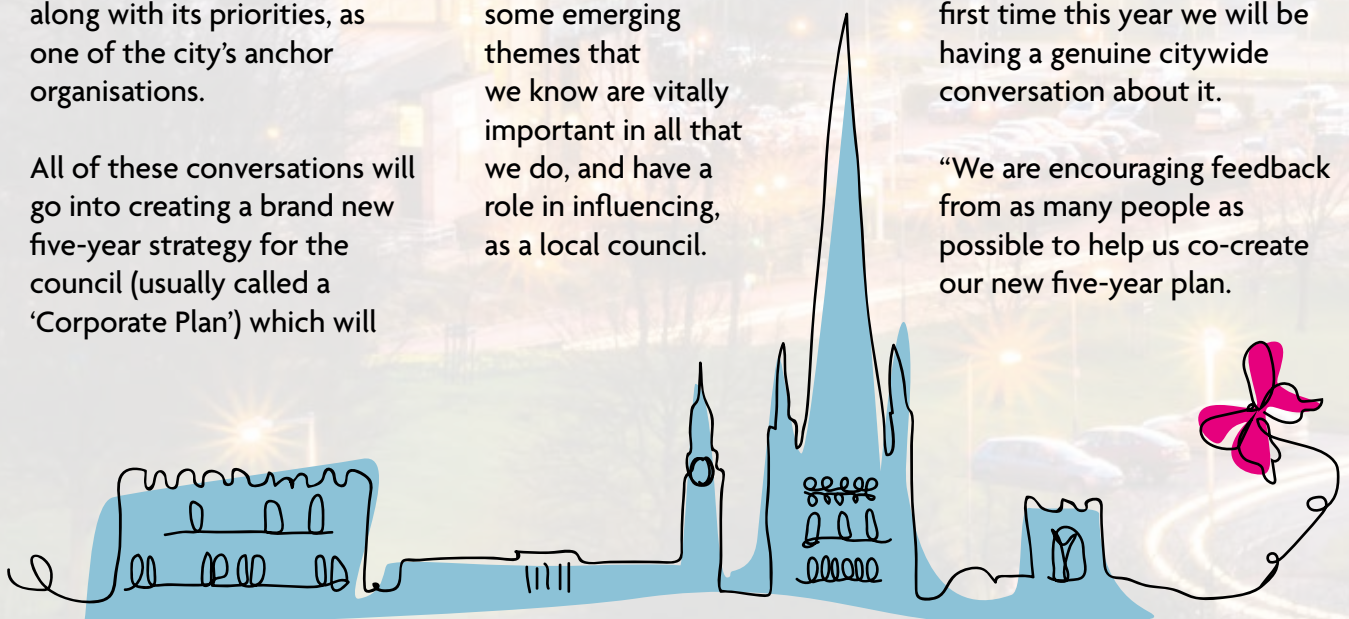 along with its priorities, as
one of the city’s anchor
organisations.
All of these conversations will
go into creating a brand new
five-year strategy for the
council (usually called a
‘Corporate Plan’) which will
some emerging
themes that
we know are vitally
important in all that
we do, and have a
role in influencing,
as a local council.
first time this year we will be
having a genuine citywide
conversation about it.
“We are encouraging feedback
from as many people as
possible to help us co-create
our new five-year plan.